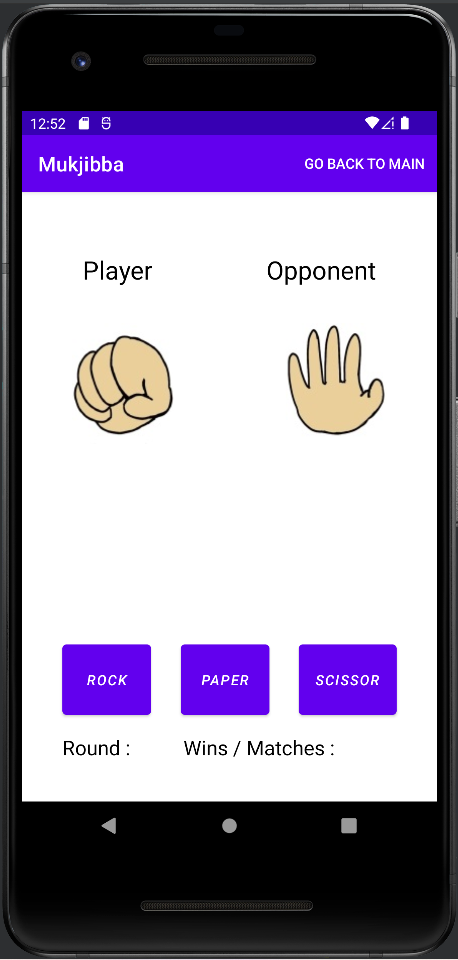 12:52
Mukjibba
GO BACK TO MAIN
Player
Opponent
ROCK
PAPER
SCISSOR
Round :
Wins / Matches :